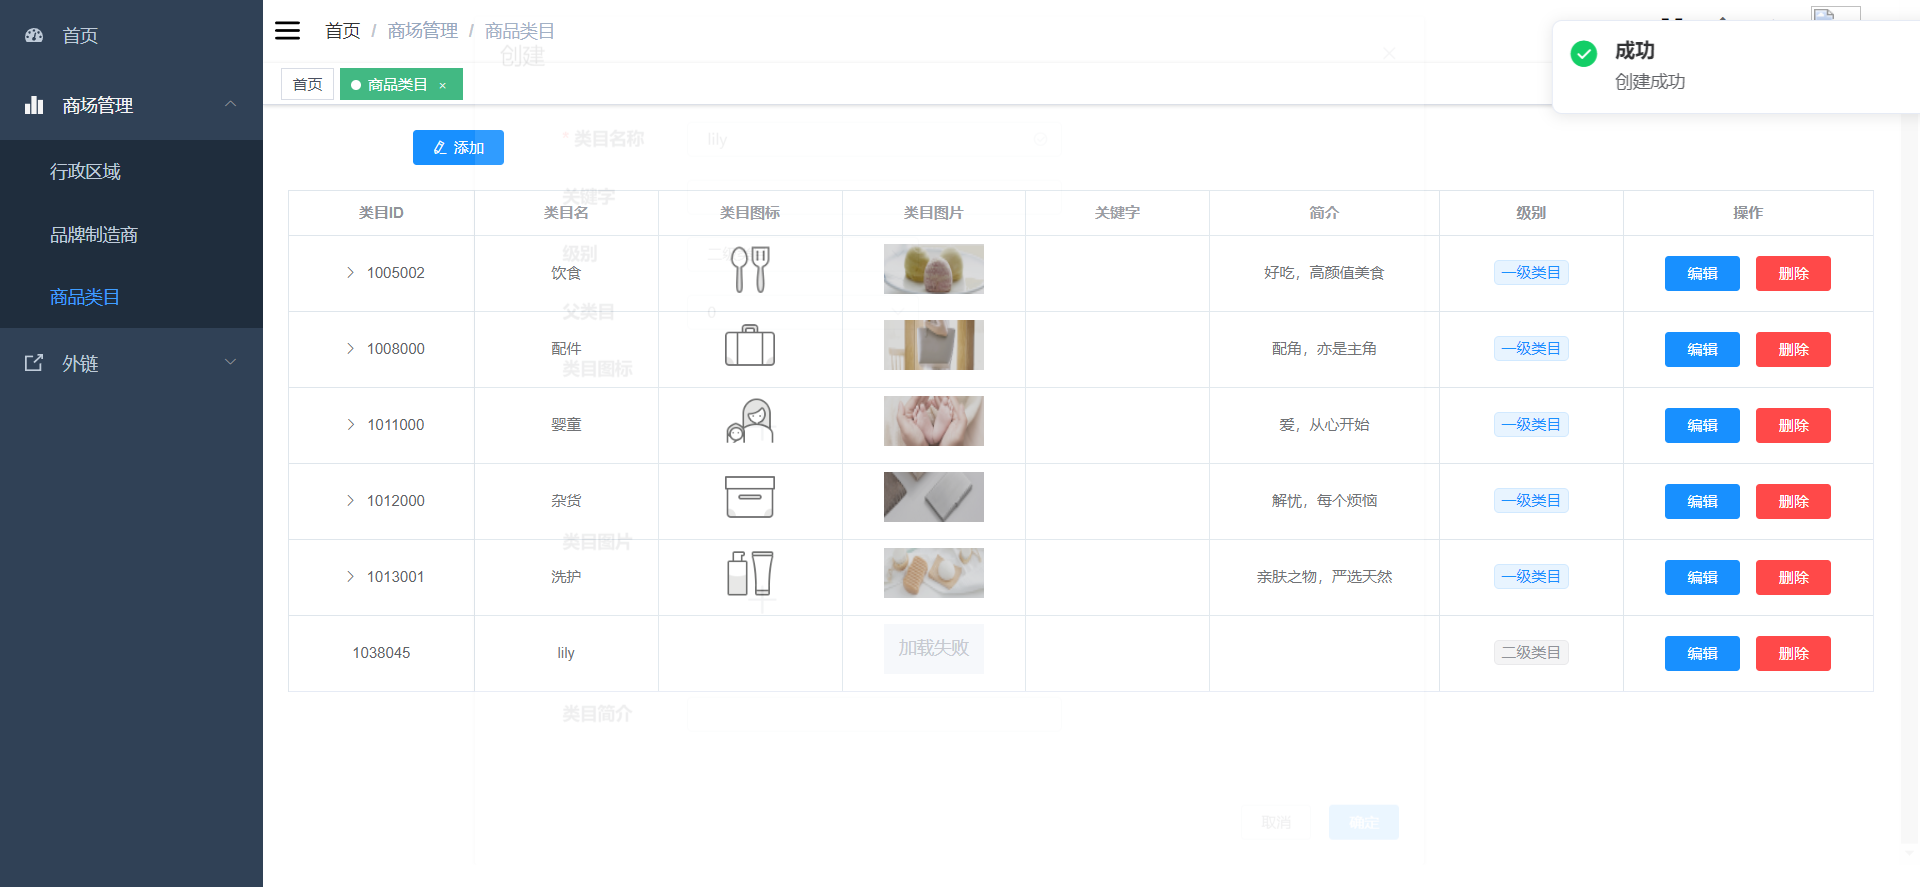 首页
商场管理
行政区域
品牌制造商
商品类目
外链
首页 / 商场管理 / 商品类目
创建
成功
创建成功
首页
商品类目 ×
添加
* 类目名称 lily
关键字
级别
父类目 0
类目图标
类目图片
类目简介
取消 确定
类目ID 类目名 类目图标 类目图片 关键字 简介 级别 操作
1005002 饮食 好吃，高颜值美食 一级类目 编辑 删除
1008000 配件 配角，亦是主角 一级类目 编辑 删除
1011000 婴童 爱，从心开始 一级类目 编辑 删除
1012000 杂货 解忧，每个烦恼 一级类目 编辑 删除
1013001 洗护 亲肤之物，严选天然 一级类目 编辑 删除
1038045 lily 加载失败 二级类目 编辑 删除